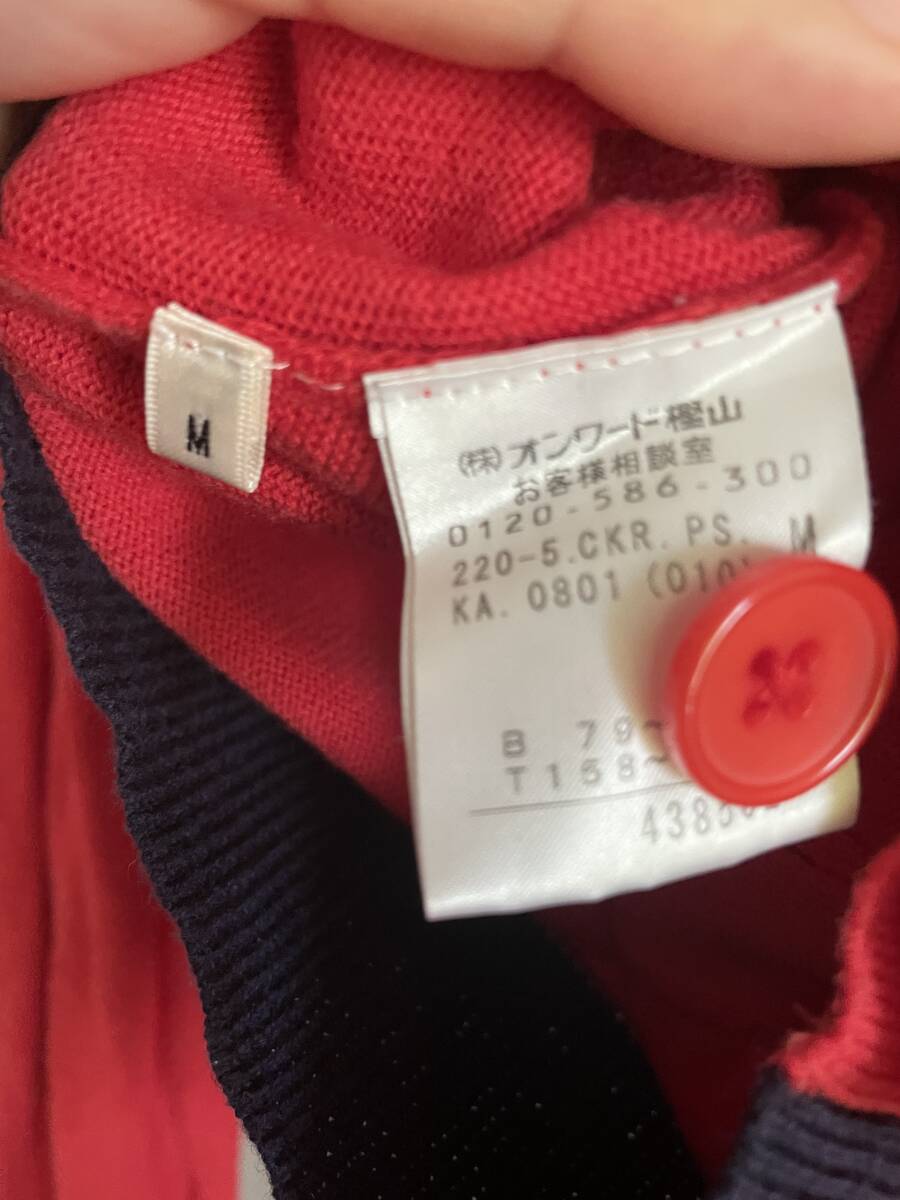 M
(株)オンワード樫山
お客様相談室
0120-586-300
220-5.CKR.PS. M
KA. 0801 (010)
B 79~
T158~